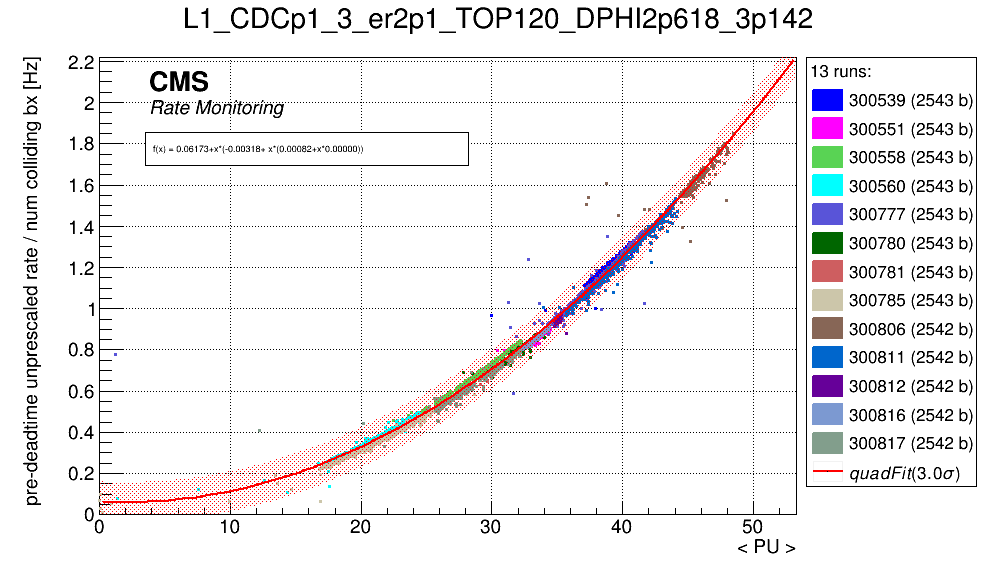 L1_CDCp1_3_er2p1_TOP120_DPHI2p618_3p142
pre-deadtime unprescaled rate / num colliding bx [Hz]
2.2
2
1.8
1.6
1.4
1.2
1
0.8
0.6
0.4
0.2
0
CMS
Rate Monitoring
f(x) = 0.06173+x*(-0.00318+ x*(0.00082+x*0.00000))
0 10 20 30 40 50
< PU >
13 runs:
300539 (2543 b)
300551 (2543 b)
300558 (2543 b)
300560 (2543 b)
300777 (2543 b)
300780 (2543 b)
300781 (2543 b)
300785 (2543 b)
300806 (2542 b)
300811 (2542 b)
300812 (2542 b)
300816 (2542 b)
300817 (2542 b)
quadFit(3.0σ)